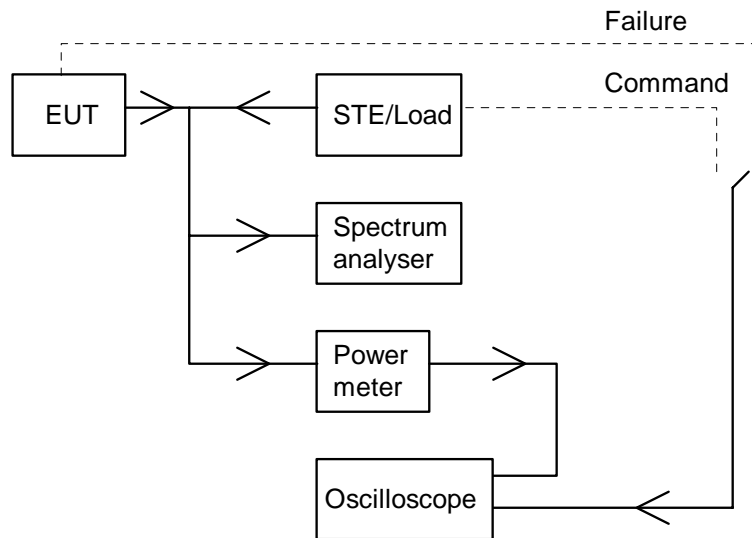 Failure
EUT
STE/Load
Command
Spectrum
analyser
Power
meter
Oscilloscope